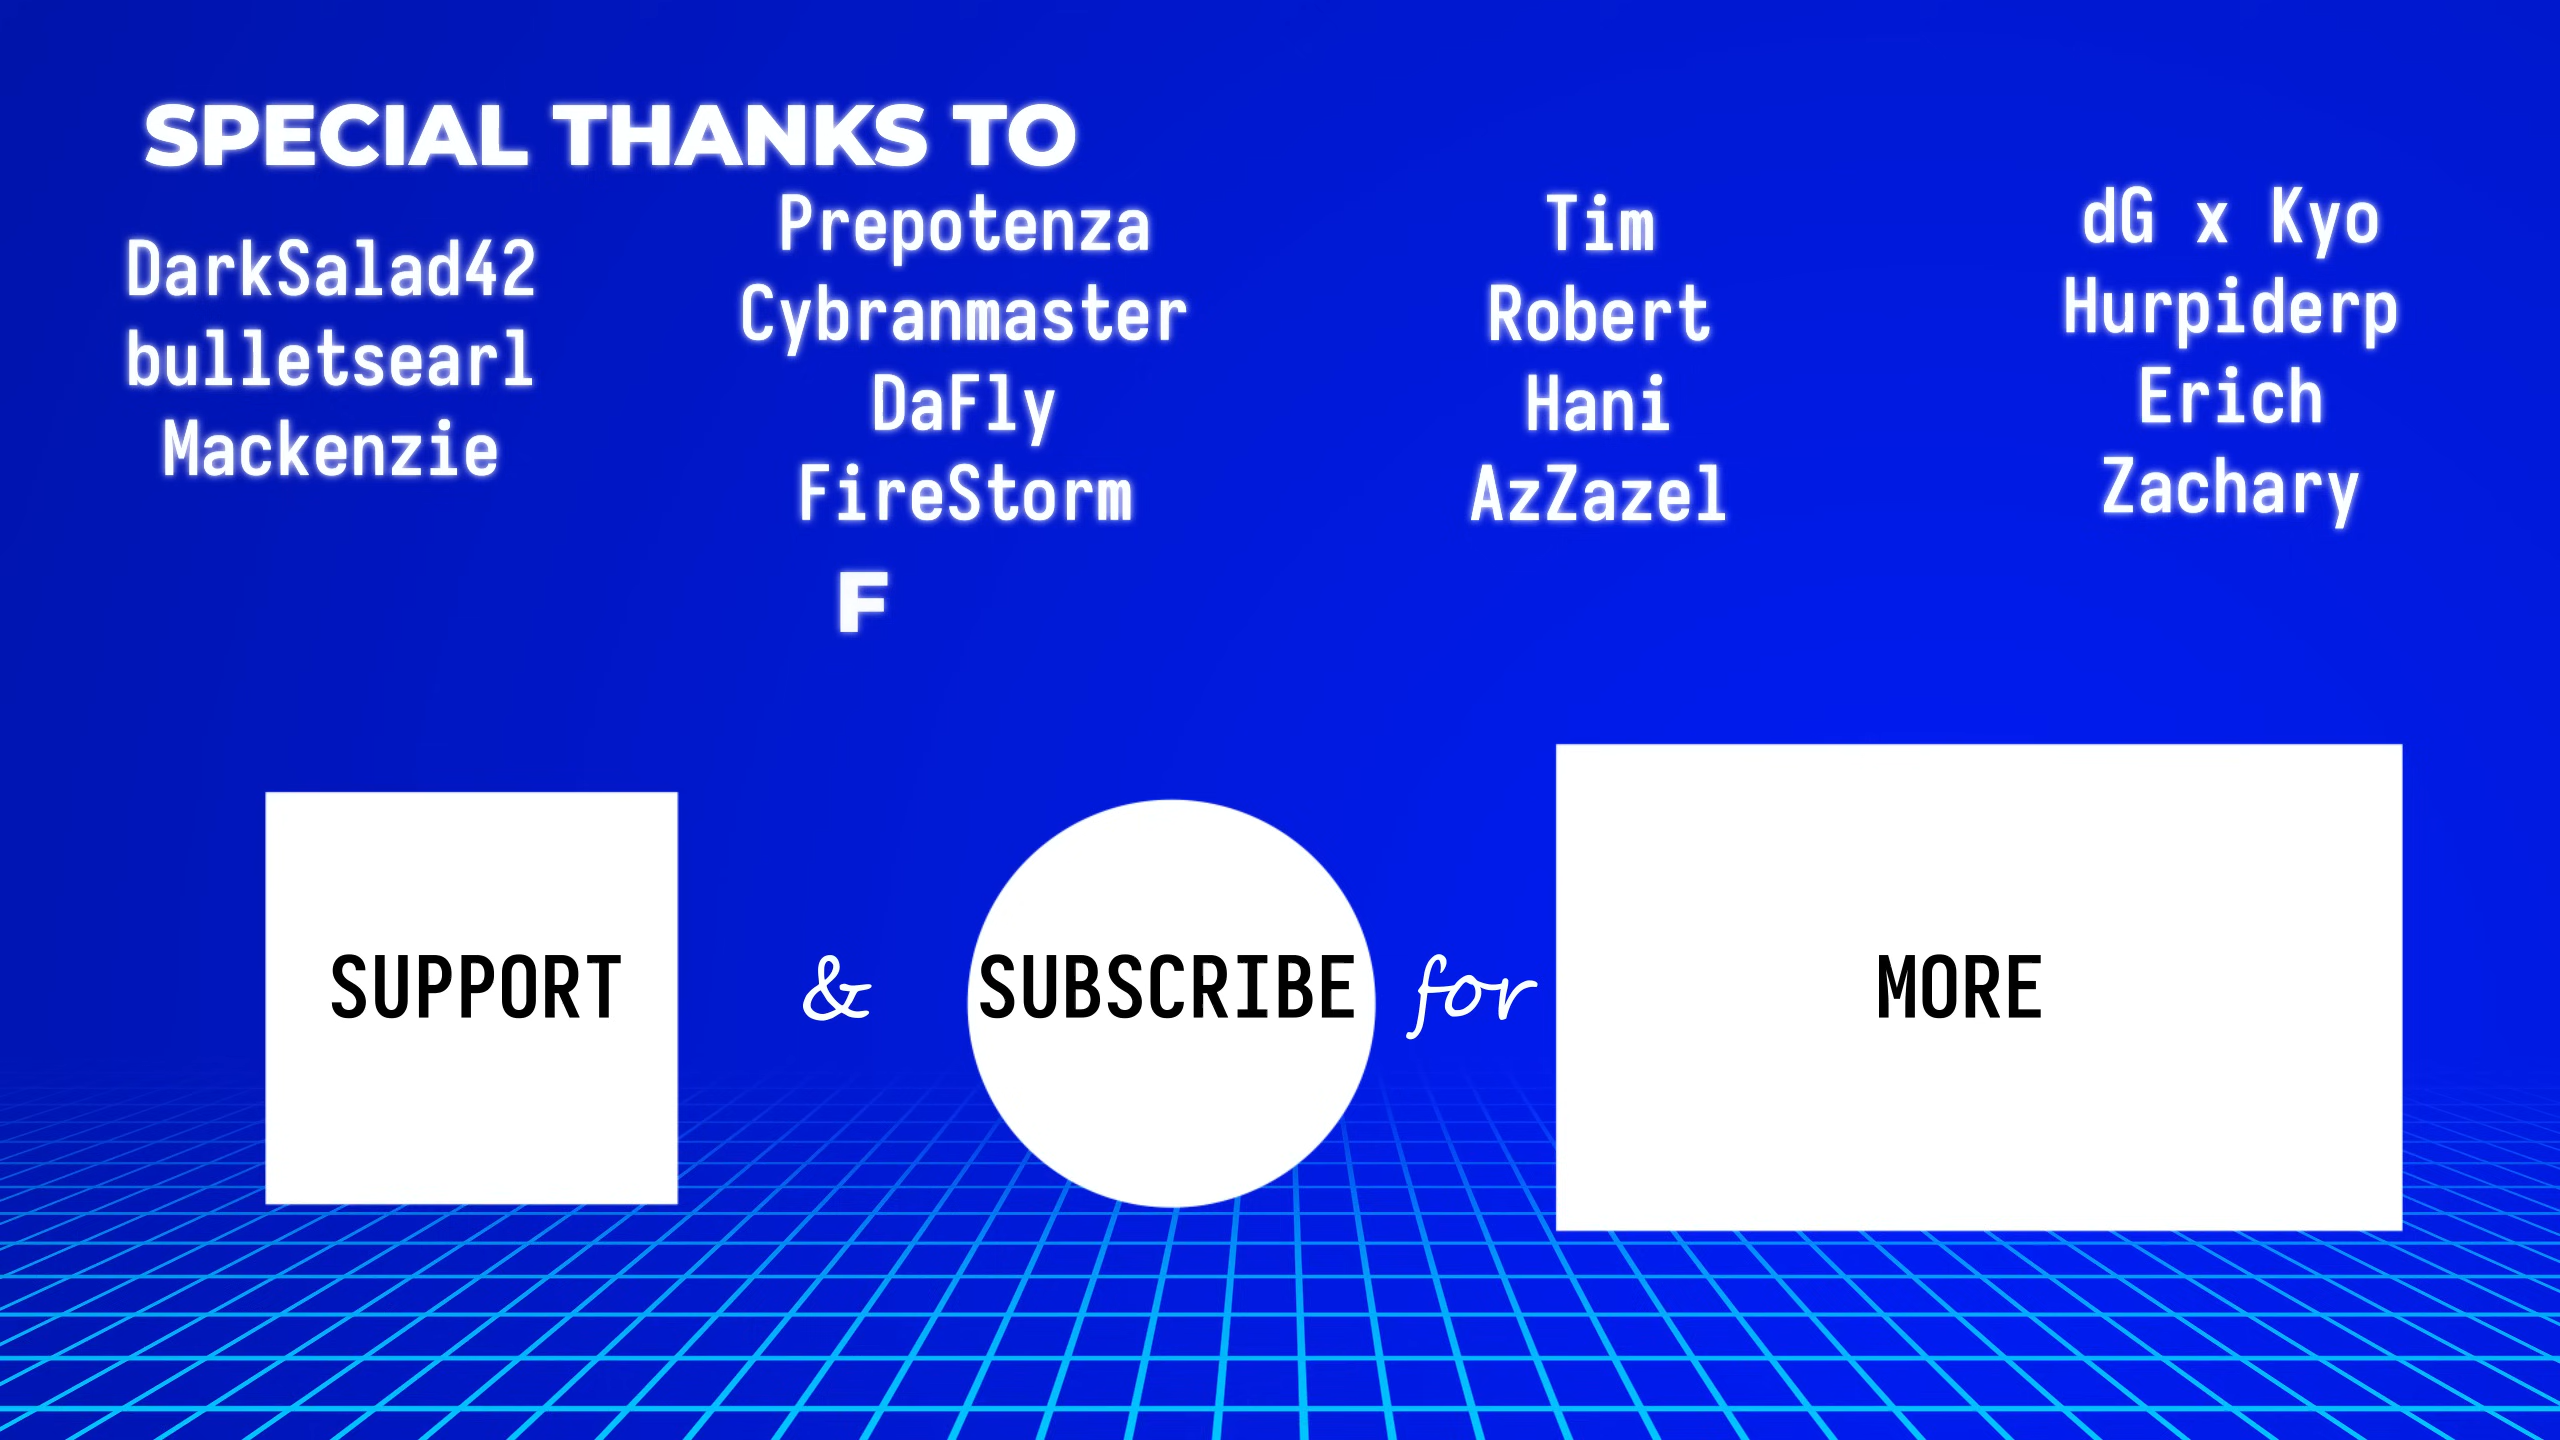 SPECIAL THANKS TO
DarkSalad42
bulletsearl
Mackenzie
Prepotenza
Cybranmaster
DaFly
FireStorm
Tim
Robert
Hani
AzZazel
dG x Kyo
Hurpiderp
Erich
Zachary
F
SUPPORT & SUBSCRIBE for MORE